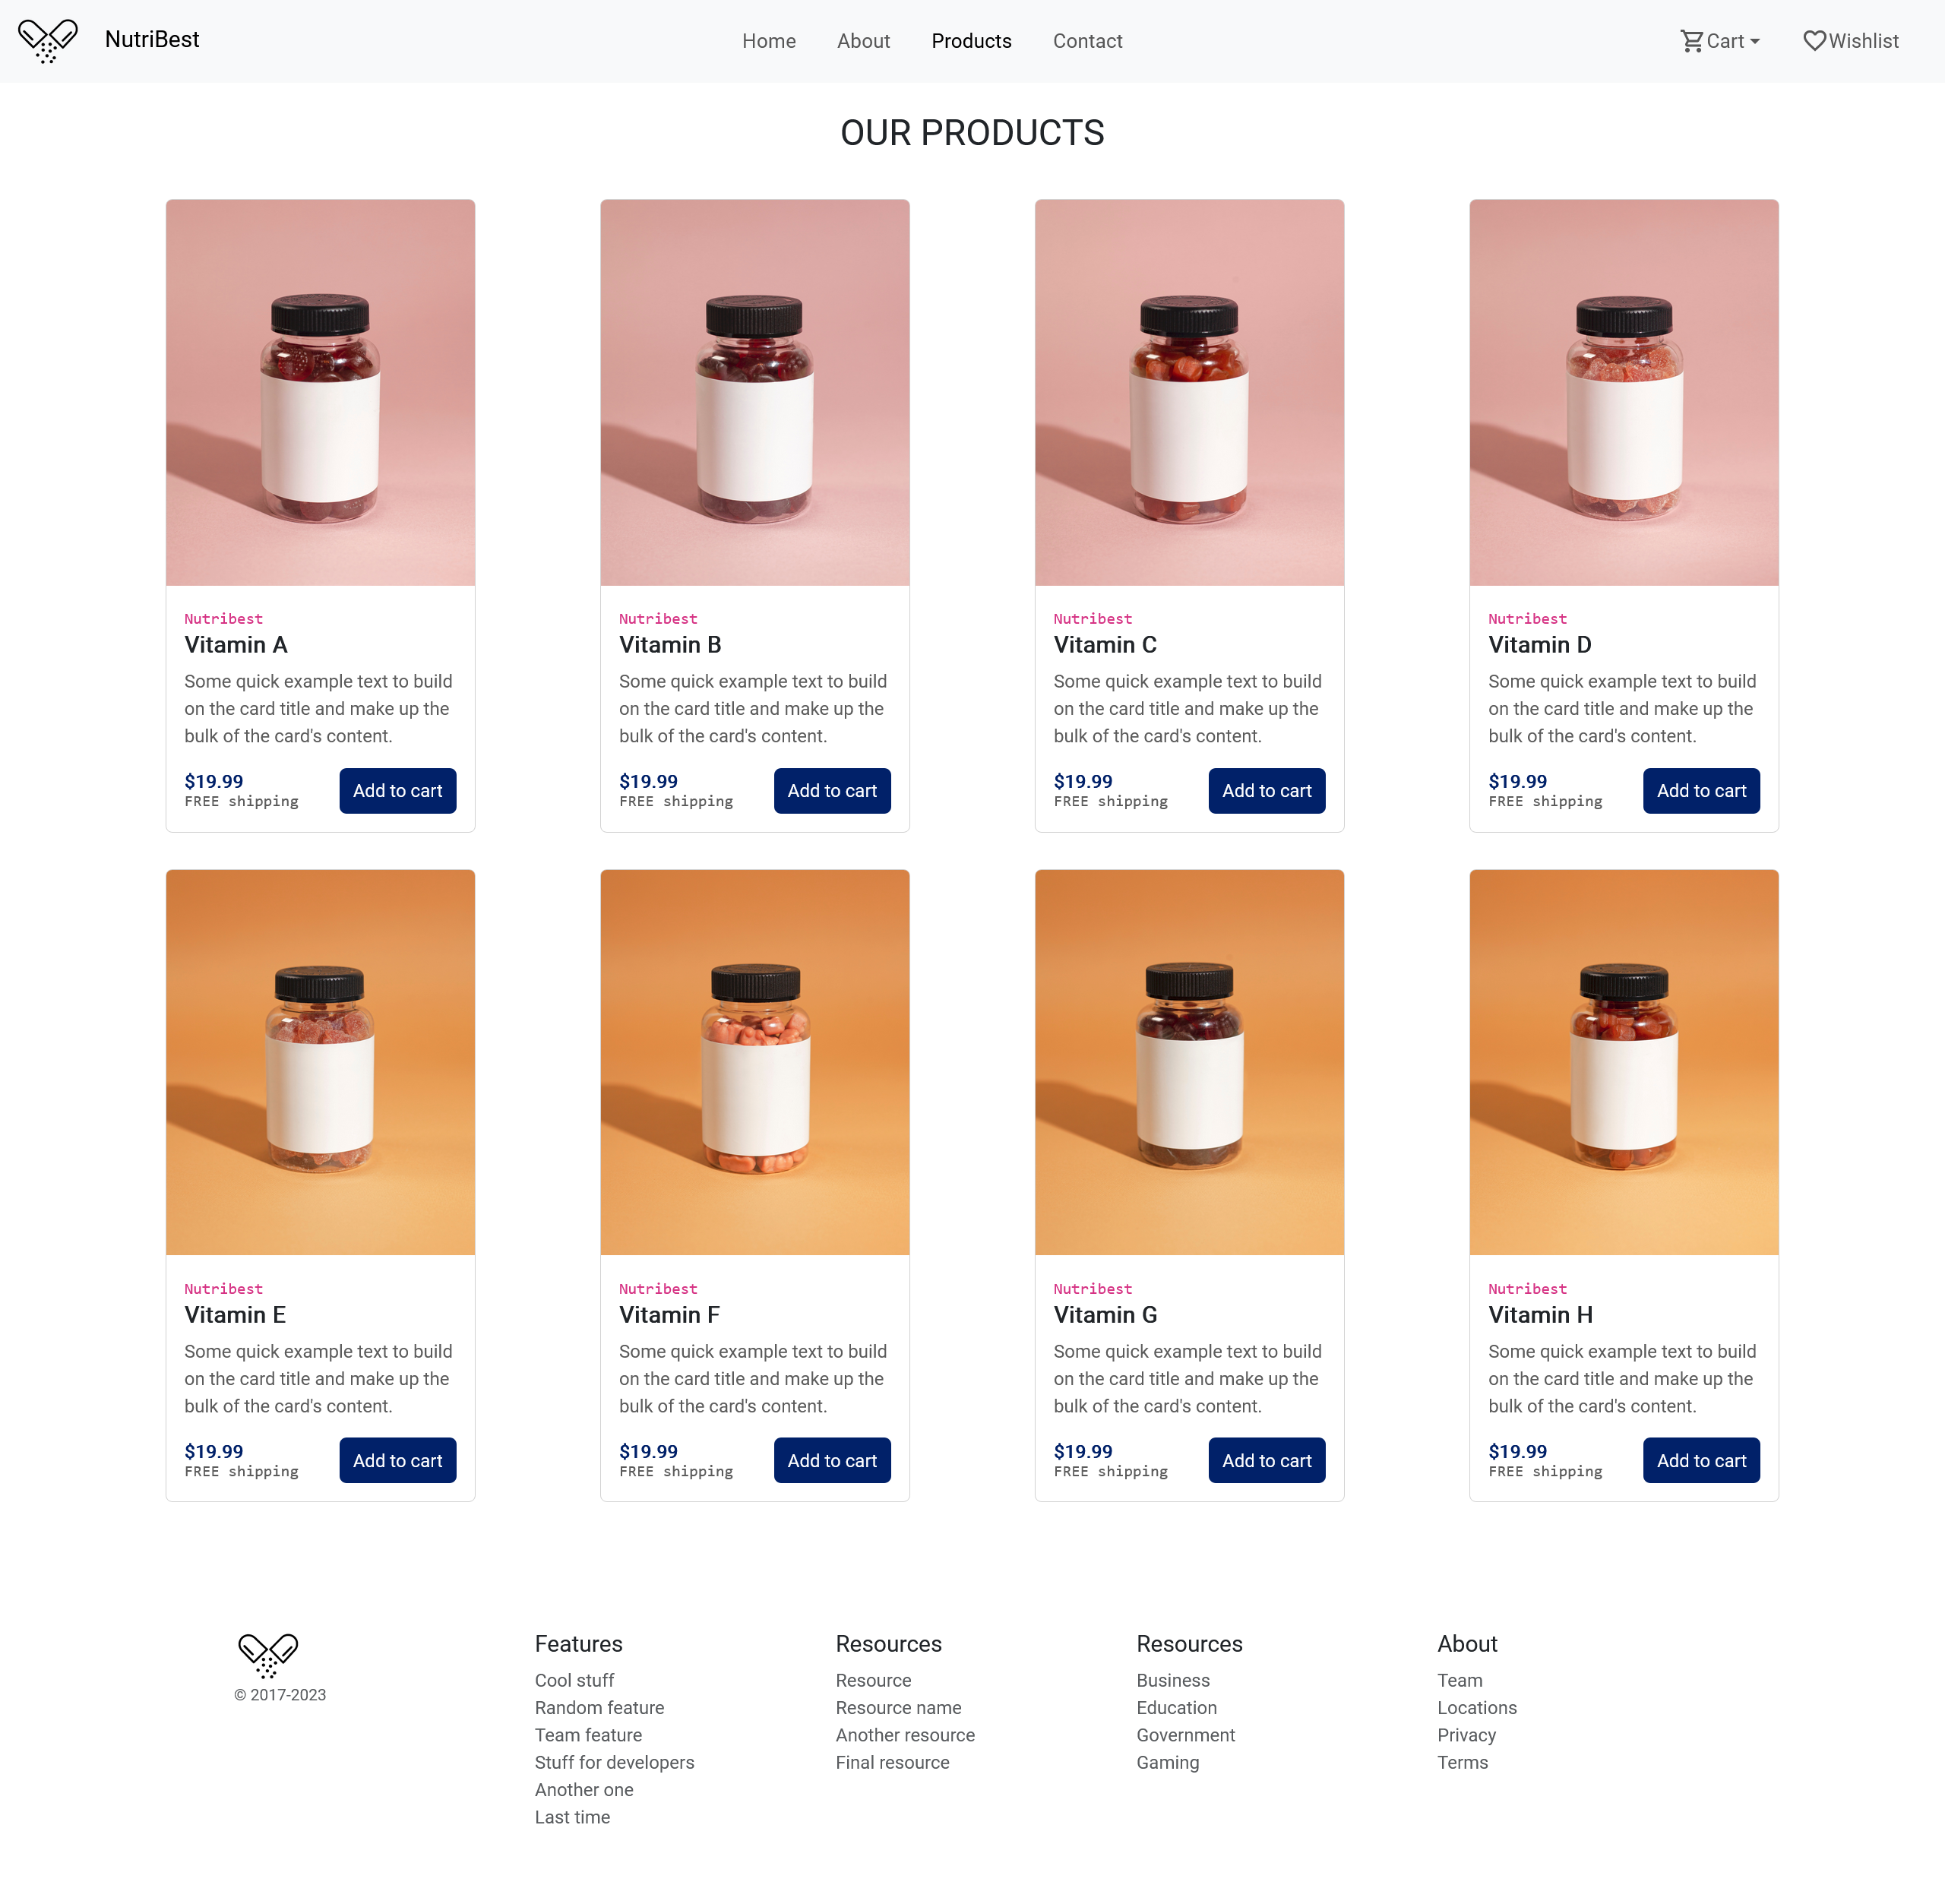 NutriBest
Home About Products Contact
Cart Wishlist
OUR PRODUCTS
Nutribest
Vitamin A
Some quick example text to build
on the card title and make up the
bulk of the card's content.
$19.99
FREE shipping
Add to cart
Nutribest
Vitamin B
Some quick example text to build
on the card title and make up the
bulk of the card's content.
$19.99
FREE shipping
Add to cart
Nutribest
Vitamin C
Some quick example text to build
on the card title and make up the
bulk of the card's content.
$19.99
FREE shipping
Add to cart
Nutribest
Vitamin D
Some quick example text to build
on the card title and make up the
bulk of the card's content.
$19.99
FREE shipping
Add to cart
Nutribest
Vitamin E
Some quick example text to build
on the card title and make up the
bulk of the card's content.
$19.99
FREE shipping
Add to cart
Nutribest
Vitamin F
Some quick example text to build
on the card title and make up the
bulk of the card's content.
$19.99
FREE shipping
Add to cart
Nutribest
Vitamin G
Some quick example text to build
on the card title and make up the
bulk of the card's content.
$19.99
FREE shipping
Add to cart
Nutribest
Vitamin H
Some quick example text to build
on the card title and make up the
bulk of the card's content.
$19.99
FREE shipping
Add to cart
© 2017-2023
Features
Cool stuff
Random feature
Team feature
Stuff for developers
Another one
Last time
Resources
Resource
Resource name
Another resource
Final resource
Resources
Business
Education
Government
Gaming
About
Team
Locations
Privacy
Terms